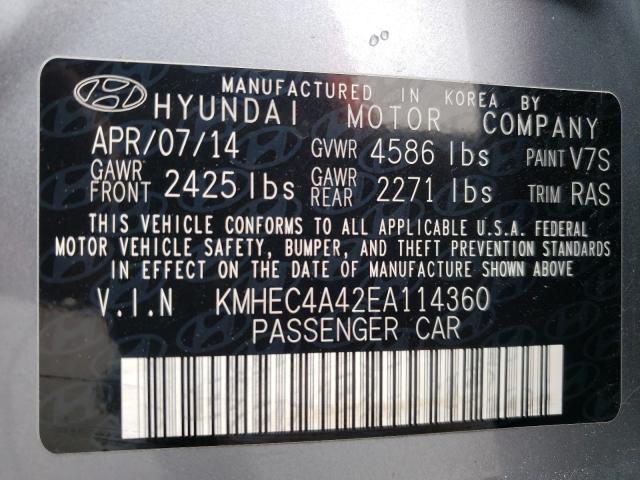 MANUFACTURED IN KOREA BY
HYUNDAI MOTOR COMPANY
APR/07/14 GVWR 4586 lbs PAINT V7S
GAWR FRONT 2425 lbs GAWR REAR 2271 lbs TRIM RAS
THIS VEHICLE CONFORMS TO ALL APPLICABLE U.S.A. FEDERAL
MOTOR VEHICLE SAFETY, BUMPER, AND THEFT PREVENTION STANDARDS
IN EFFECT ON THE DATE OF MANUFACTURE SHOWN ABOVE
V.I.N KMHEC4A42EA114360
PASSENGER CAR